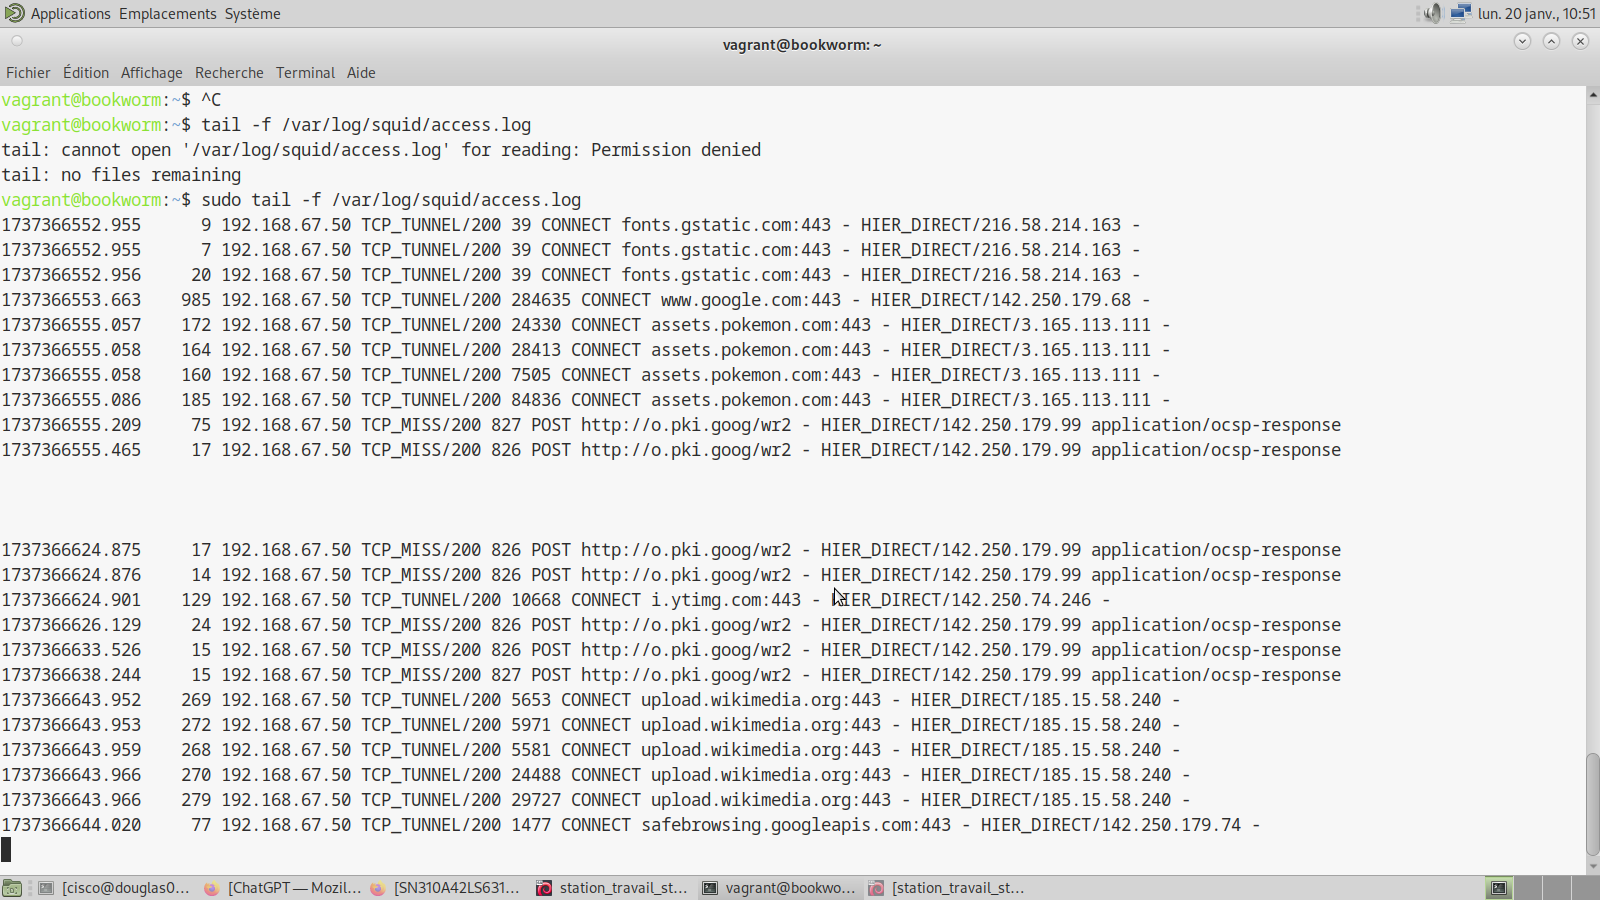 Applications Emplacements Système
lun. 20 janv., 10:51
vagrant@bookworm: ~
Fichier Édition Affichage Recherche Terminal Aide
vagrant@bookworm:~$ ^C
vagrant@bookworm:~$ tail -f /var/log/squid/access.log
tail: cannot open '/var/log/squid/access.log' for reading: Permission denied
tail: no files remaining
vagrant@bookworm:~$ sudo tail -f /var/log/squid/access.log
1737366552.955      9 192.168.67.50 TCP_TUNNEL/200 39 CONNECT fonts.gstatic.com:443 - HIER_DIRECT/216.58.214.163 -
1737366552.955      7 192.168.67.50 TCP_TUNNEL/200 39 CONNECT fonts.gstatic.com:443 - HIER_DIRECT/216.58.214.163 -
1737366552.956     20 192.168.67.50 TCP_TUNNEL/200 39 CONNECT fonts.gstatic.com:443 - HIER_DIRECT/216.58.214.163 -
1737366553.663    985 192.168.67.50 TCP_TUNNEL/200 284635 CONNECT www.google.com:443 - HIER_DIRECT/142.250.179.68 -
1737366555.057    172 192.168.67.50 TCP_TUNNEL/200 24330 CONNECT assets.pokemon.com:443 - HIER_DIRECT/3.165.113.111 -
1737366555.058    164 192.168.67.50 TCP_TUNNEL/200 28413 CONNECT assets.pokemon.com:443 - HIER_DIRECT/3.165.113.111 -
1737366555.058    160 192.168.67.50 TCP_TUNNEL/200 7505 CONNECT assets.pokemon.com:443 - HIER_DIRECT/3.165.113.111 -
1737366555.086    185 192.168.67.50 TCP_TUNNEL/200 84836 CONNECT assets.pokemon.com:443 - HIER_DIRECT/3.165.113.111 -
1737366555.209     75 192.168.67.50 TCP_MISS/200 827 POST http://o.pki.goog/wr2 - HIER_DIRECT/142.250.179.99 application/ocsp-response
1737366555.465     17 192.168.67.50 TCP_MISS/200 826 POST http://o.pki.goog/wr2 - HIER_DIRECT/142.250.179.99 application/ocsp-response
1737366624.875     17 192.168.67.50 TCP_MISS/200 826 POST http://o.pki.goog/wr2 - HIER_DIRECT/142.250.179.99 application/ocsp-response
1737366624.876     14 192.168.67.50 TCP_MISS/200 826 POST http://o.pki.goog/wr2 - HIER_DIRECT/142.250.179.99 application/ocsp-response
1737366624.901    129 192.168.67.50 TCP_TUNNEL/200 10668 CONNECT i.ytimg.com:443 - HIER_DIRECT/142.250.74.246 -
1737366626.129     24 192.168.67.50 TCP_MISS/200 826 POST http://o.pki.goog/wr2 - HIER_DIRECT/142.250.179.99 application/ocsp-response
1737366633.526     15 192.168.67.50 TCP_MISS/200 826 POST http://o.pki.goog/wr2 - HIER_DIRECT/142.250.179.99 application/ocsp-response
1737366638.244     15 192.168.67.50 TCP_MISS/200 827 POST http://o.pki.goog/wr2 - HIER_DIRECT/142.250.179.99 application/ocsp-response
1737366643.952    269 192.168.67.50 TCP_TUNNEL/200 5653 CONNECT upload.wikimedia.org:443 - HIER_DIRECT/185.15.58.240 -
1737366643.953    272 192.168.67.50 TCP_TUNNEL/200 5971 CONNECT upload.wikimedia.org:443 - HIER_DIRECT/185.15.58.240 -
1737366643.959    268 192.168.67.50 TCP_TUNNEL/200 5581 CONNECT upload.wikimedia.org:443 - HIER_DIRECT/185.15.58.240 -
1737366643.966    270 192.168.67.50 TCP_TUNNEL/200 24488 CONNECT upload.wikimedia.org:443 - HIER_DIRECT/185.15.58.240 -
1737366643.966    279 192.168.67.50 TCP_TUNNEL/200 29727 CONNECT upload.wikimedia.org:443 - HIER_DIRECT/185.15.58.240 -
1737366644.020     77 192.168.67.50 TCP_TUNNEL/200 1477 CONNECT safebrowsing.googleapis.com:443 - HIER_DIRECT/142.250.179.74 -
[cisco@douglas0... [ChatGPT — Mozil... [SN310A42LS631... station_travail_st... vagrant@bookwo... [station_travail_st...